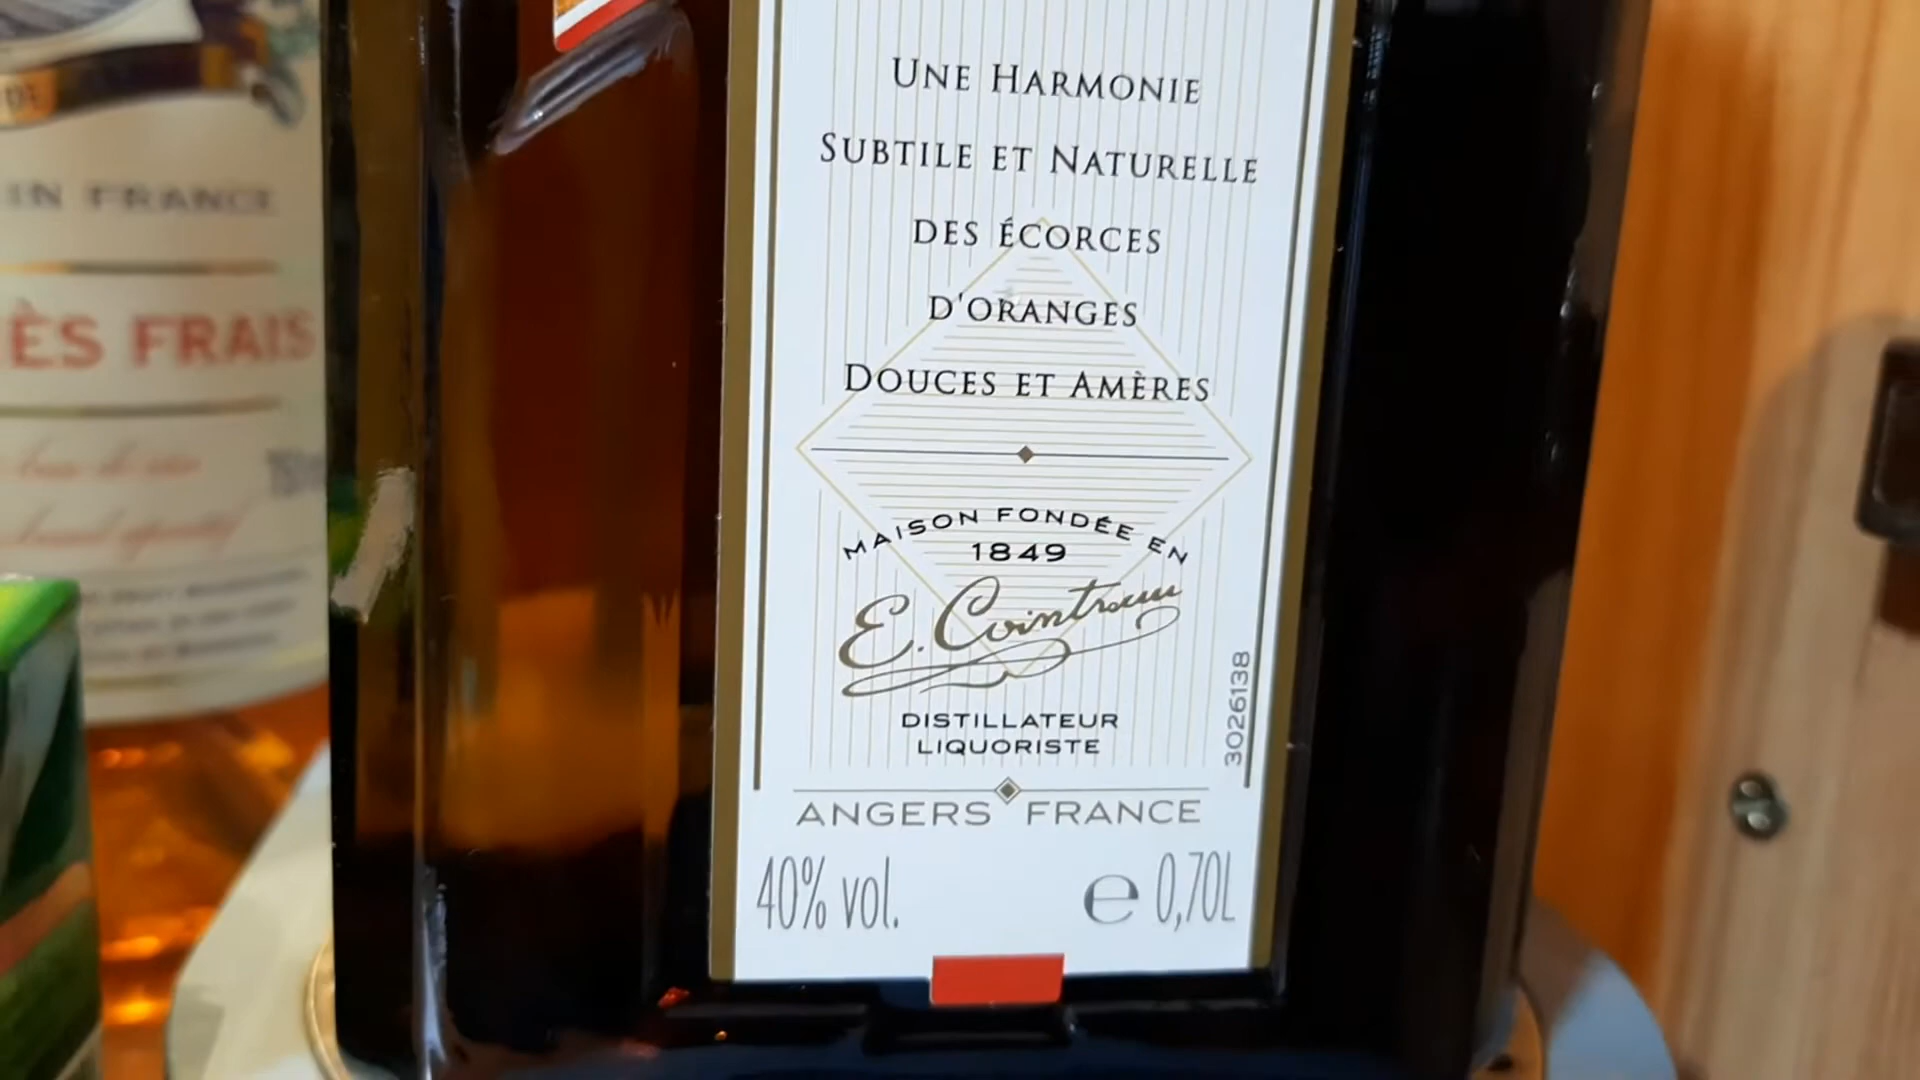 IN FRANCE
ÈS FRAIS
UNE HARMONIE
SUBTILE ET NATURELLE
DES ÉCORCES
D'ORANGES
DOUCES ET AMÈRES
MAISON FONDÉE EN
1849
E. Cointreau
DISTILLATEUR
LIQUORISTE
3026138
ANGERS FRANCE
40% vol.
e 0,70L